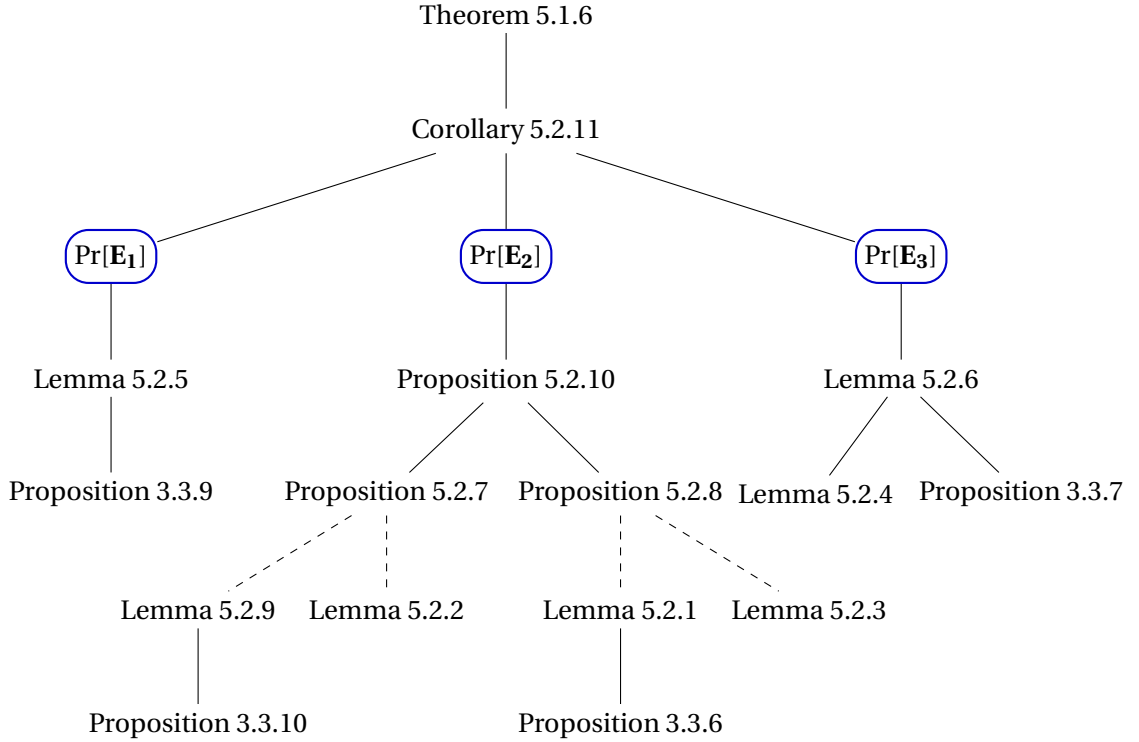 Theorem 5.1.6
Corollary 5.2.11
Pr[E₁]
Pr[E₂]
Pr[E₃]
Lemma 5.2.5
Proposition 5.2.10
Lemma 5.2.6
Proposition 3.3.9
Proposition 5.2.7
Proposition 5.2.8
Lemma 5.2.4
Proposition 3.3.7
Lemma 5.2.9
Lemma 5.2.2
Lemma 5.2.1
Lemma 5.2.3
Proposition 3.3.10
Proposition 3.3.6